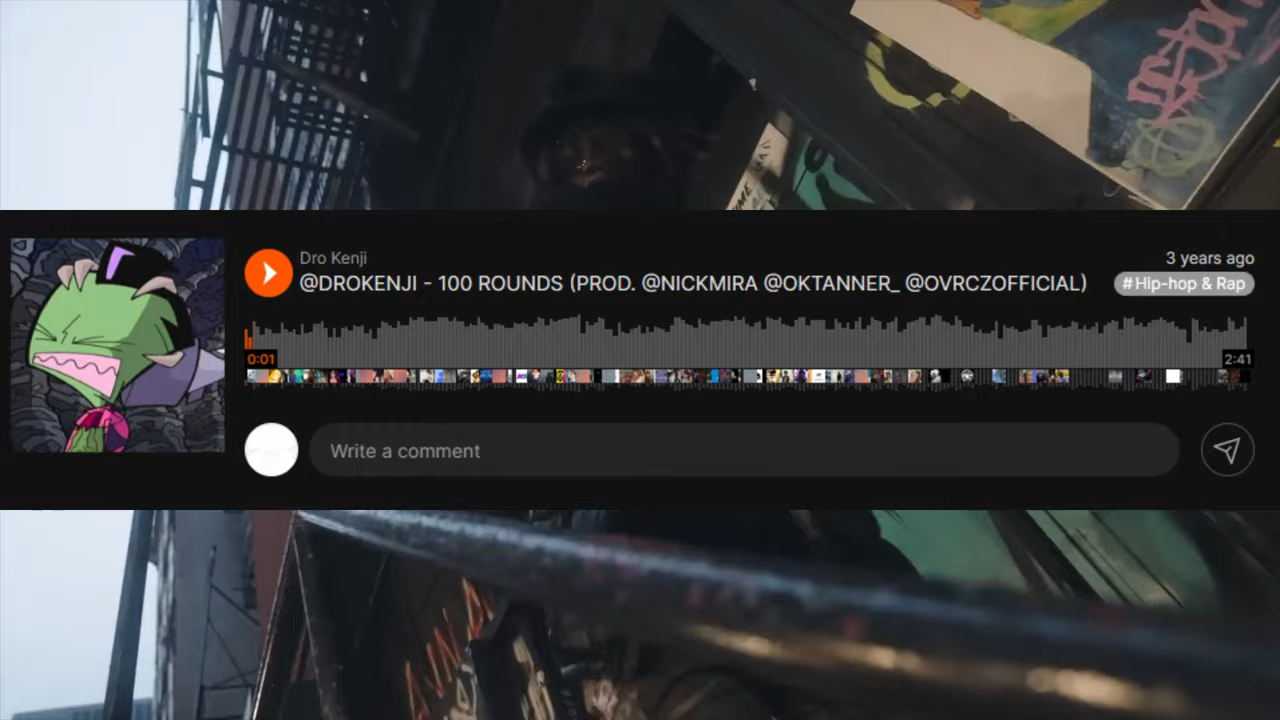 Dro Kenji
3 years ago
@DROKENJI - 100 ROUNDS (PROD. @NICKMIRA @OKTANNER_ @OVRCZOFFICIAL)
#Hip-hop & Rap
0:01
2:41
Write a comment